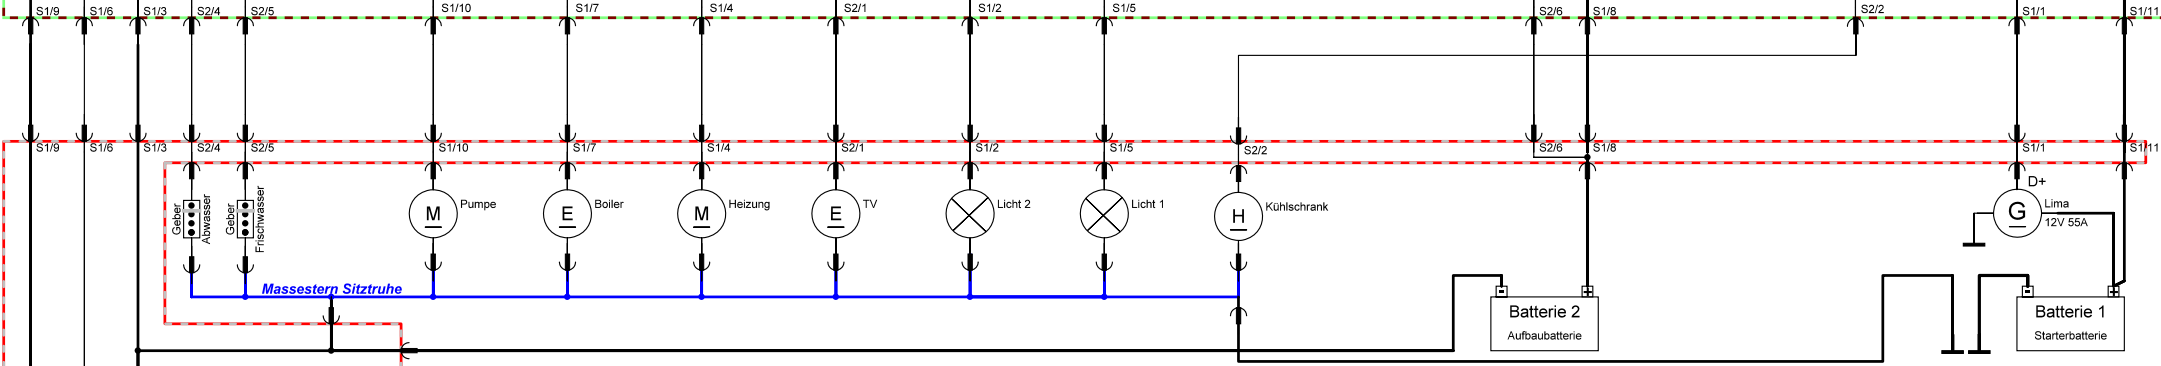 S1/9 S1/6 S1/3 S2/4 S2/5 S1/10 S1/7 S1/4 S2/1 S1/2 S1/5 S2/6 S1/8 S2/2 S1/1 S1/11
S1/9 S1/6 S1/3 S2/4 S2/5 S1/10 S1/7 S1/4 S2/1 S1/2 S1/5 S2/2 S2/6 S1/8 S1/1 S1/11
Geber
Abwasser
Geber
Frischwasser
M Pumpe
E Boiler
M Heizung
E TV
Licht 2
Licht 1
H Kühlschrank
D+
G Lima
12V 55A
Massestern Sitztruhe
- +
Batterie 2
Aufbaubatterie
- +
Batterie 1
Starterbatterie